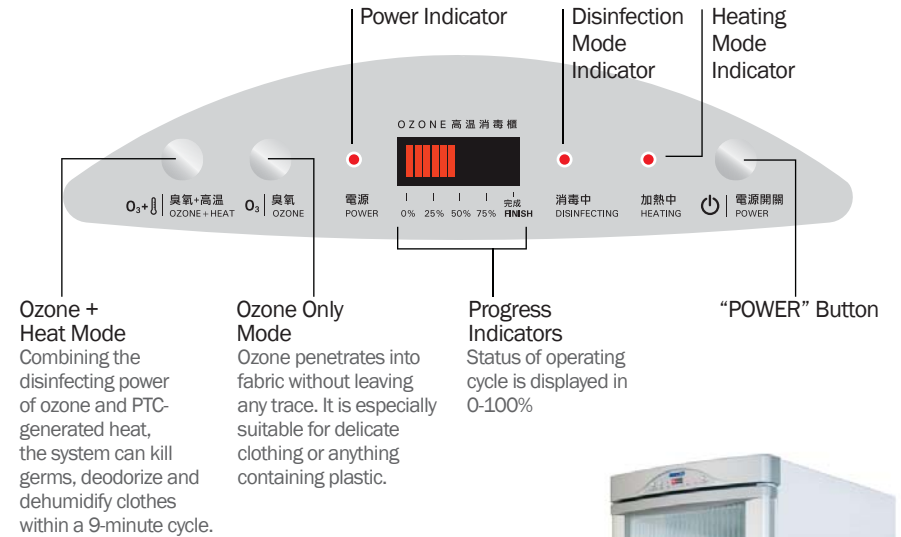 Power Indicator
Disinfection
Mode
Indicator
Heating
Mode
Indicator
OZONE 高温消毒櫃
O₃+ 臭氧+高温
OZONE+HEAT
O₃ 臭氧
OZONE
電源
POWER
0% 25% 50% 75% 完成
FINISH
消毒中
DISINFECTING
加熱中
HEATING
電源開關
POWER
Ozone +
Heat Mode
Combining the
disinfecting power
of ozone and PTC-
generated heat,
the system can kill
germs, deodorize and
dehumidify clothes
within a 9-minute cycle.
Ozone Only
Mode
Ozone penetrates into
fabric without leaving
any trace. It is especially
suitable for delicate
clothing or anything
containing plastic.
Progress
Indicators
Status of operating
cycle is displayed in
0-100%
“POWER” Button